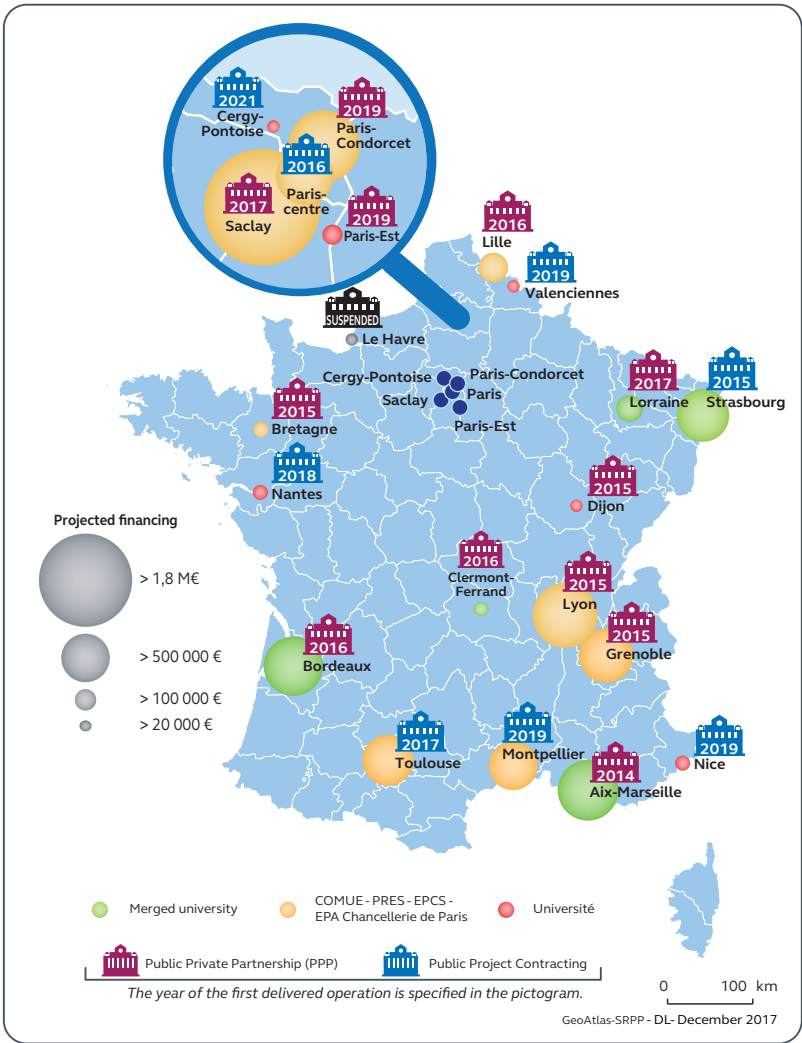 2021
Cergy-
Pontoise
2019
Paris-
Condorcet
2016
Paris-
centre
2017
Saclay
2019
Paris-Est
2016
Lille
2019
Valenciennes
SUSPENDED
Le Havre
Cergy-Pontoise
Paris-Condorcet
Saclay
Paris
Paris-Est
2017
Lorraine
2015
Strasbourg
2015
Bretagne
2018
Nantes
2015
Dijon
Projected financing
> 1,8 M€
> 500 000 €
> 100 000 €
> 20 000 €
2016
Clermont-
Ferrand
2015
Lyon
2015
Grenoble
2016
Bordeaux
2017
Toulouse
2019
Montpellier
2014
Aix-Marseille
2019
Nice
Merged university
COMUE - PRES - EPCS -
EPA Chancellerie de Paris
Université
Public Private Partnership (PPP)
Public Project Contracting
The year of the first delivered operation is specified in the pictogram.
0 100 km
GeoAtlas-SRPP - DL- December 2017